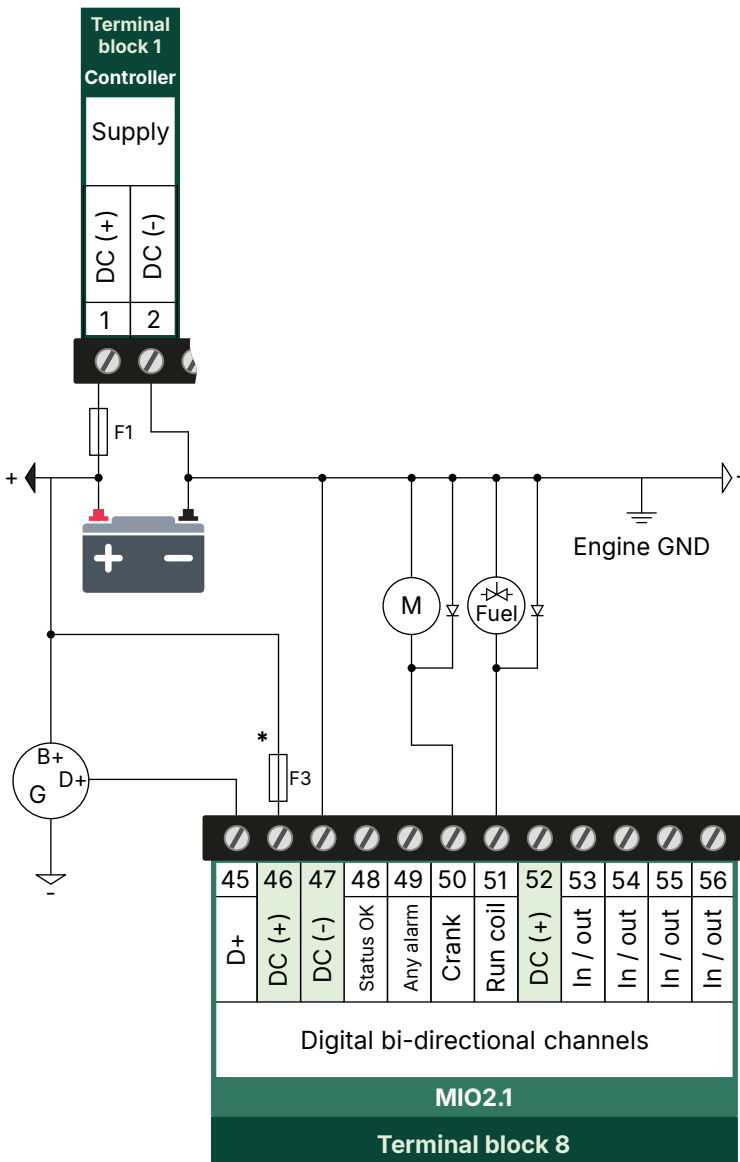 Terminal
block 1
Controller
Supply
DC (+)
DC (-)
1
2
F1
+
-
+
−
Engine GND
M
Fuel
B+
D+
G
-
*
F3
45
46
47
48
49
50
51
52
53
54
55
56
D+
DC (+)
DC (-)
Status OK
Any alarm
Crank
Run coil
DC (+)
In / out
In / out
In / out
In / out
Digital bi-directional channels
MIO2.1
Terminal block 8